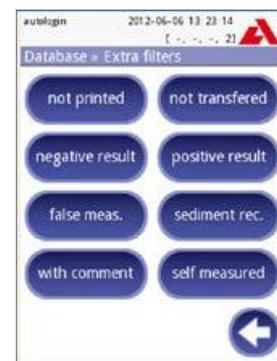 autologin 2012-06-06 13 23 14
[ -, -, -, 2]
Database » Extra filters
not printed not transfered
negative result positive result
false meas. sediment rec.
with comment self measured